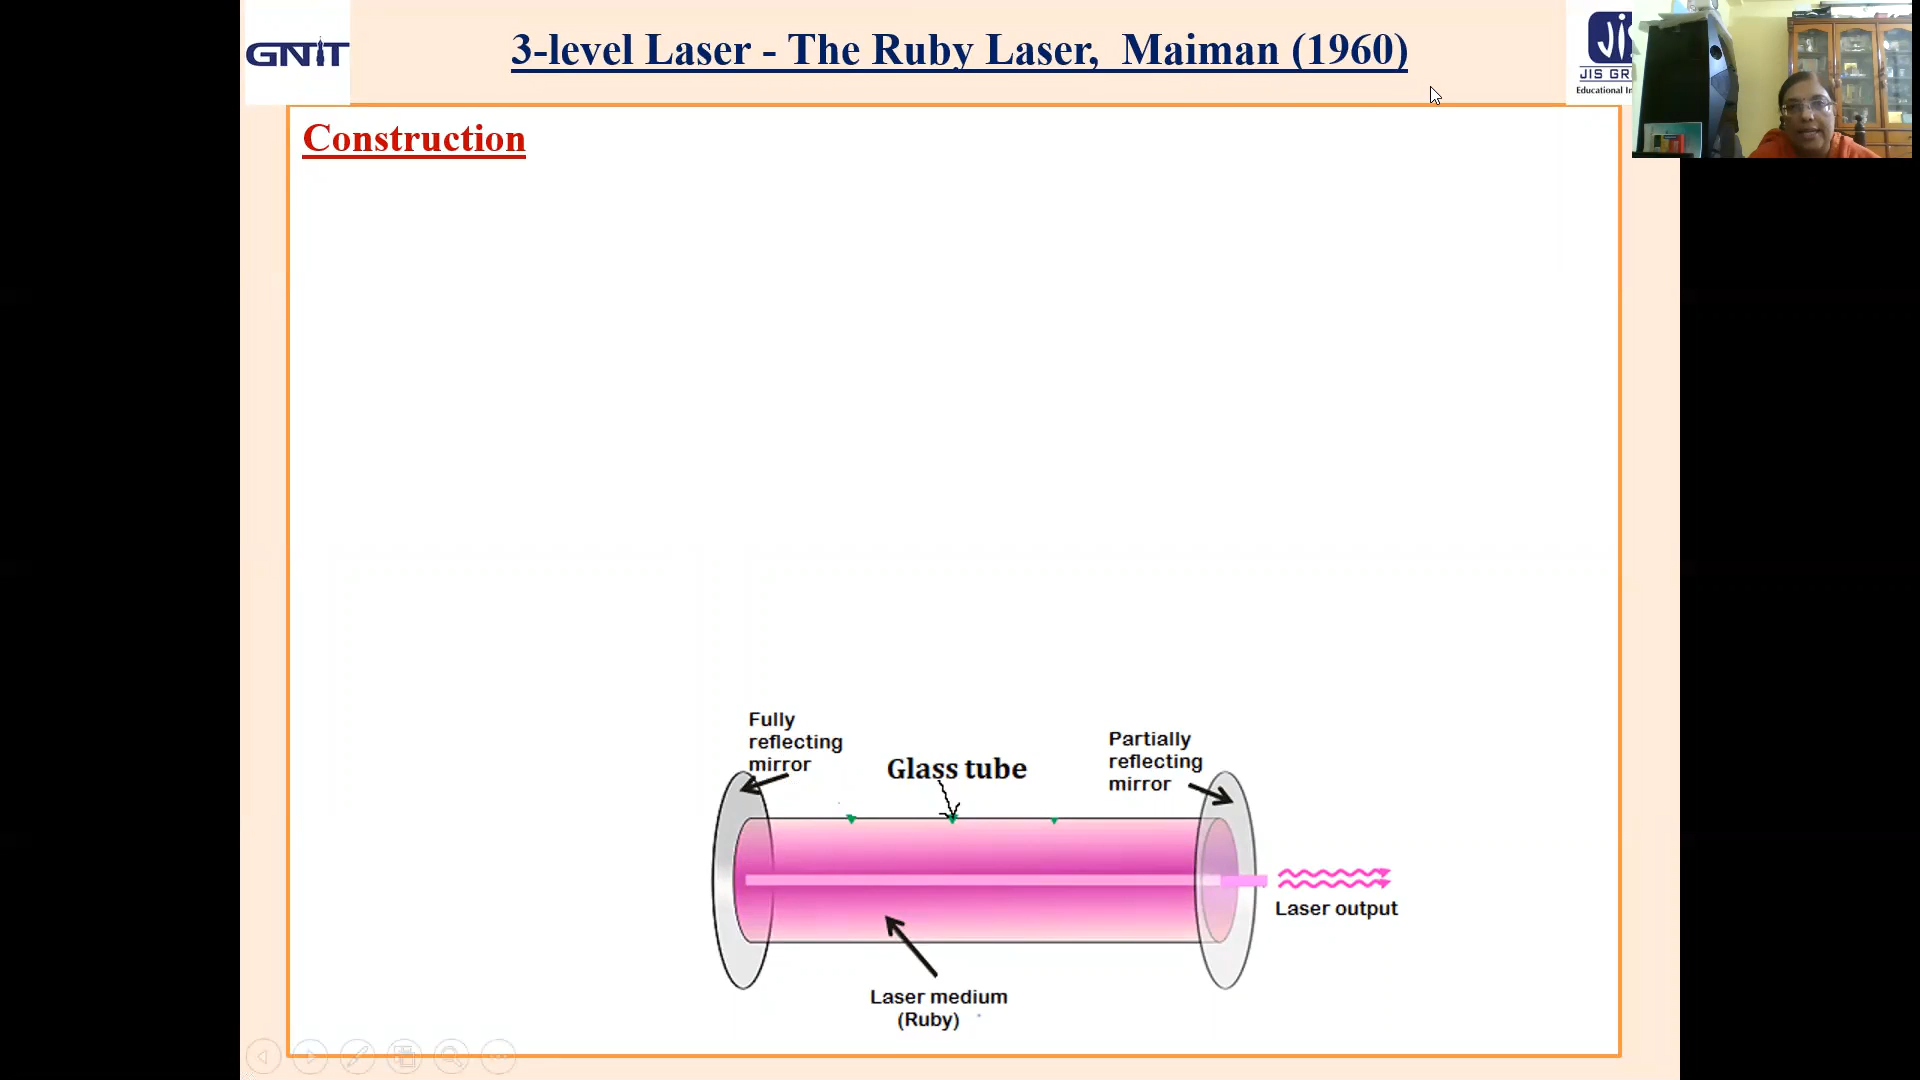 GNIT
3-level Laser - The Ruby Laser, Maiman (1960)
JIS GR
Educational In
Construction
Fully
reflecting
mirror
Glass tube
Partially
reflecting
mirror
Laser output
Laser medium
(Ruby)